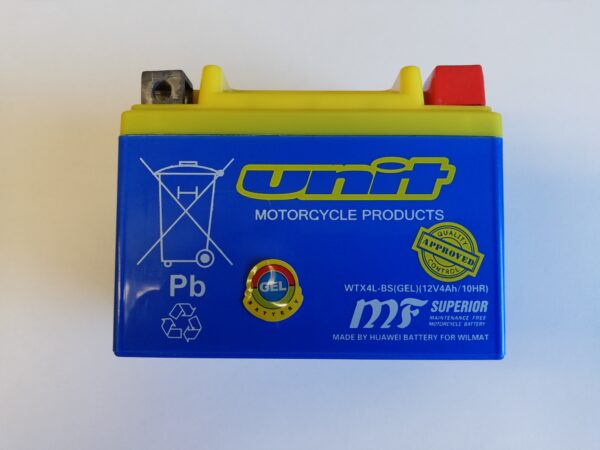 unit
MOTORCYCLE PRODUCTS
QUALITY
APPROVED
CONTROL
Pb
GEL
BATTERY
WTX4L-BS(GEL)(12V4Ah/10HR)
MF SUPERIOR
MAINTENANCE FREE
MOTORCYCLE BATTERY
MADE BY HUAWEI BATTERY FOR WILMAT